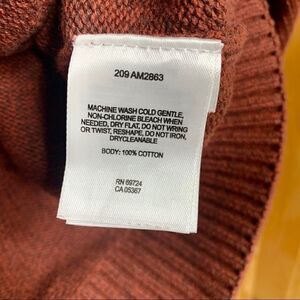 209 AM2863
MACHINE WASH COLD GENTLE,
NON-CHLORINE BLEACH WHEN
NEEDED, DRY FLAT, DO NOT WRING
OR TWIST, RESHAPE, DO NOT IRON,
DRYCLEANABLE
BODY: 100% COTTON
RN 69724
CA 05367